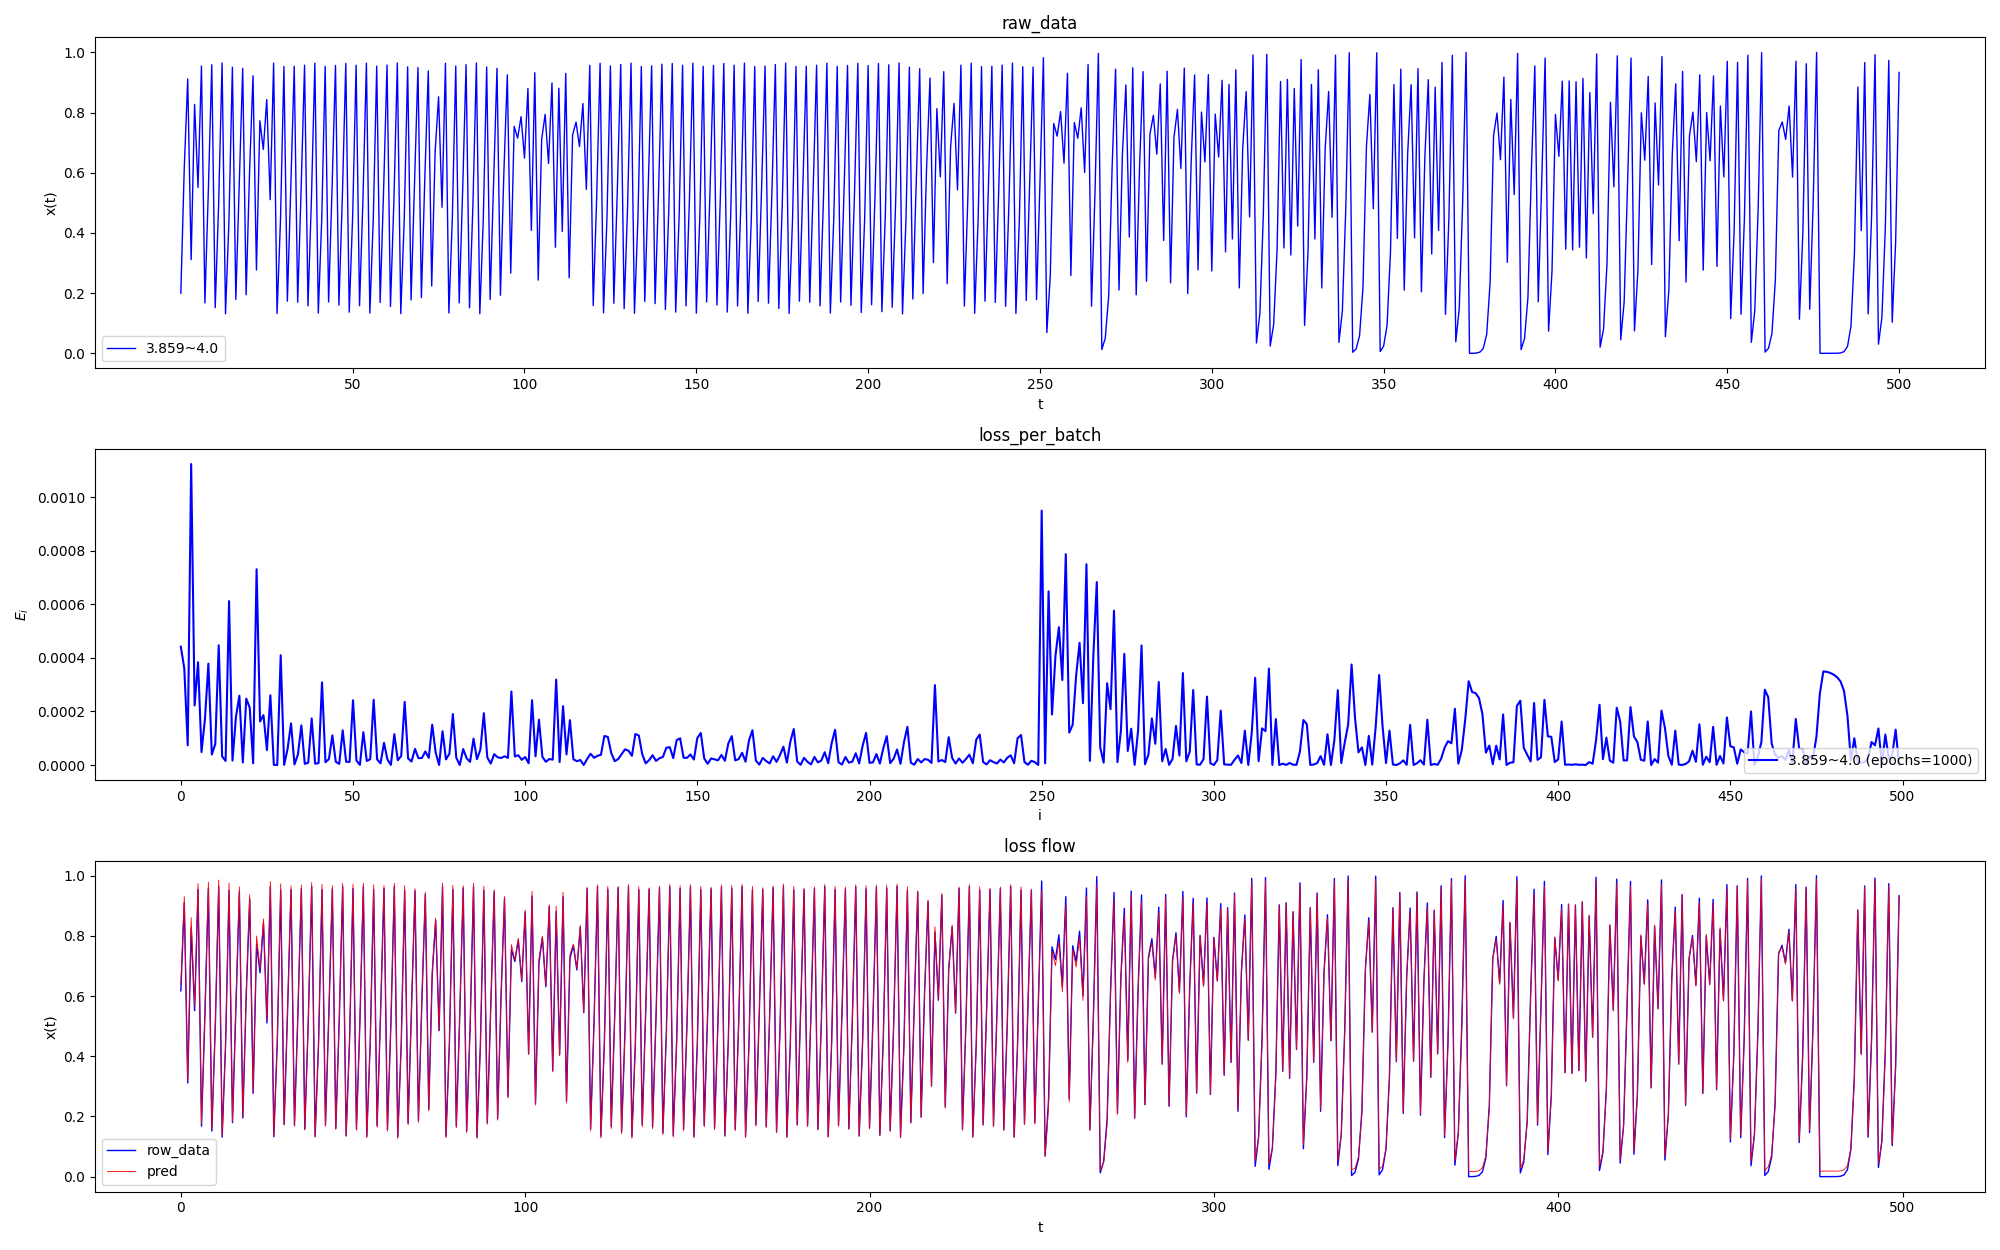 raw_data
1.0
0.8
0.6
0.4
0.2
0.0
x(t)
3.859~4.0
50 100 150 200 250 300 350 400 450 500
t
loss_per_batch
0.0010
0.0008
0.0006
0.0004
0.0002
0.0000
E_i
3.859~4.0 (epochs=1000)
0 50 100 150 200 250 300 350 400 450 500
i
loss flow
1.0
0.8
0.6
0.4
0.2
0.0
x(t)
row_data
pred
0 100 200 300 400 500
t